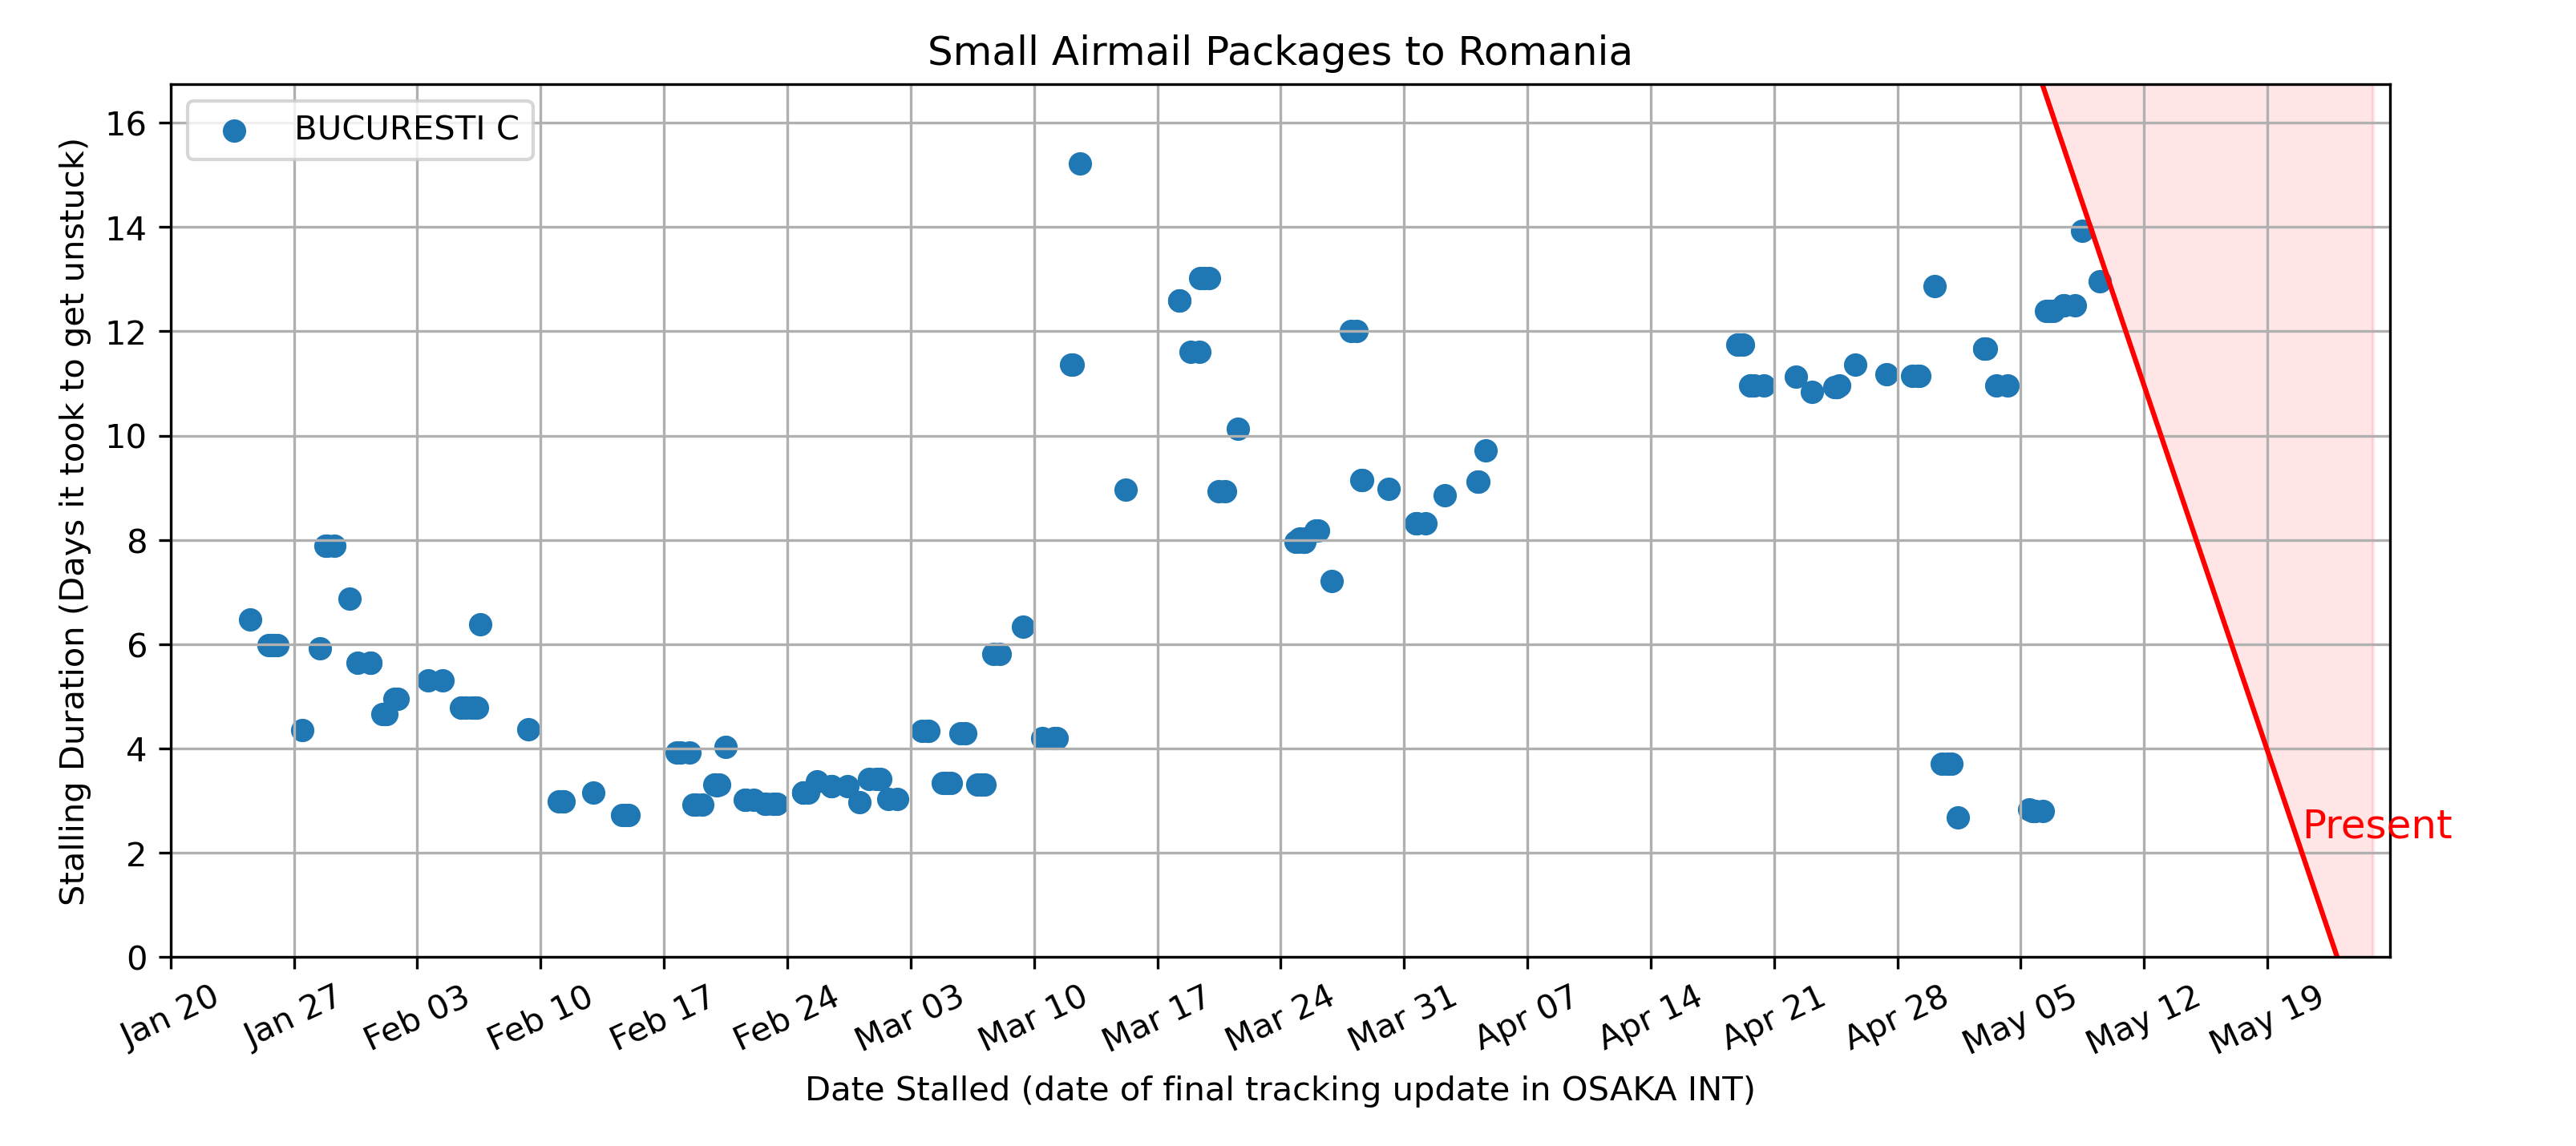 Small Airmail Packages to Romania
BUCURESTI C
Stalling Duration (Days it took to get unstuck)
16
14
12
10
8
6
4
2
0
Present
Jan 20
Jan 27
Feb 03
Feb 10
Feb 17
Feb 24
Mar 03
Mar 10
Mar 17
Mar 24
Mar 31
Apr 07
Apr 14
Apr 21
Apr 28
May 05
May 12
May 19
Date Stalled (date of final tracking update in OSAKA INT)